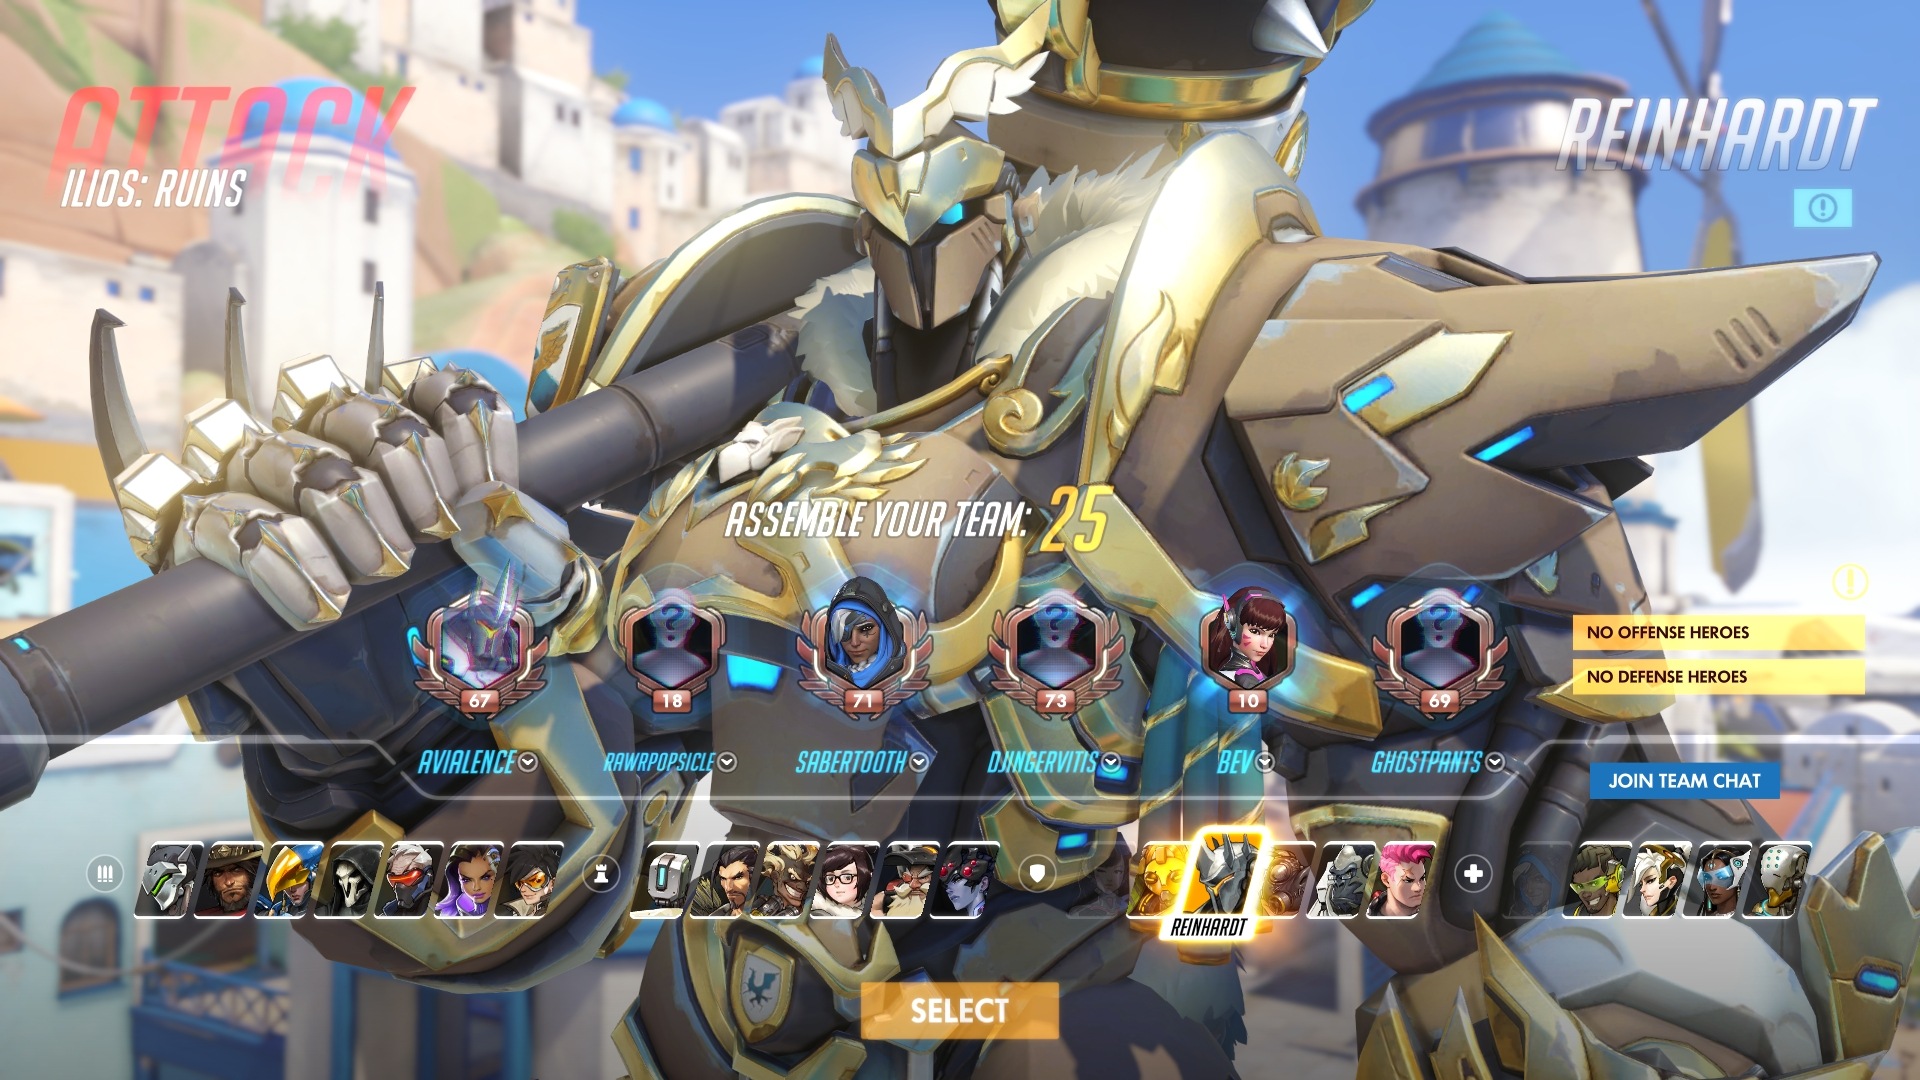 ATTACK
ILIOS: RUINS
REINHARDT
ASSEMBLE YOUR TEAM: 25
67
18
71
73
10
69
NO OFFENSE HEROES
NO DEFENSE HEROES
AVIALENCE
RAWRPOPSICLE
SABERTOOTH
DJINGERVITIS
BEV
GHOSTPANTS
JOIN TEAM CHAT
REINHARDT
SELECT